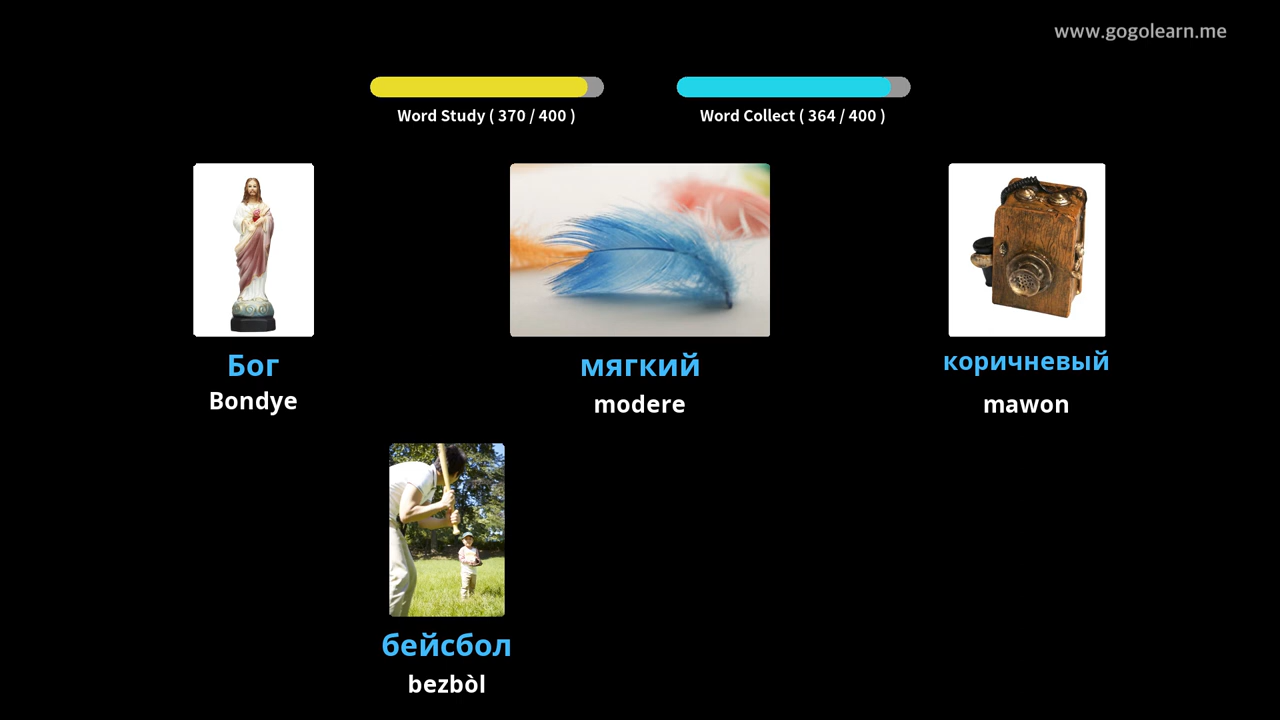 www.gogolearn.me
Word Study ( 370 / 400 )
Word Collect ( 364 / 400 )
Бог
Bondye
мягкий
modere
коричневый
mawon
бейсбол
bezbòl